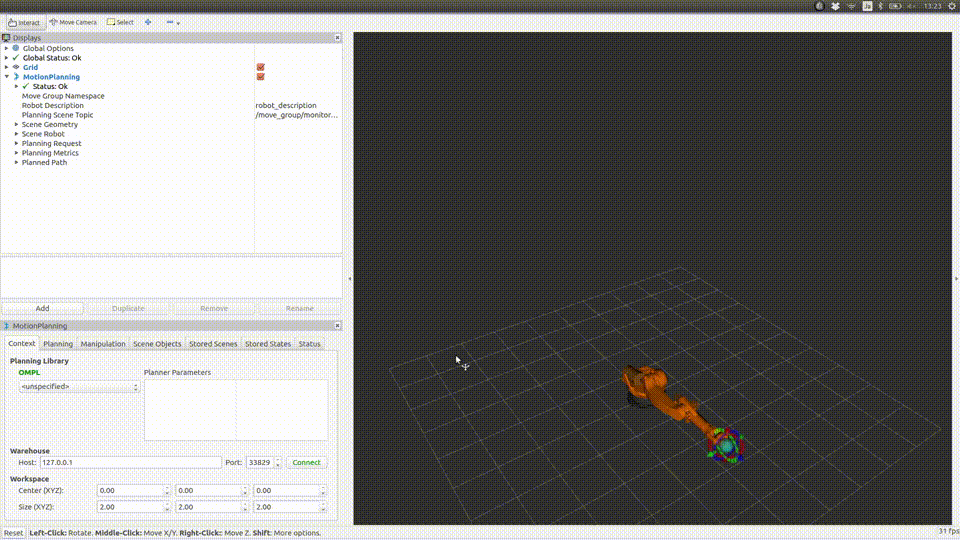 Ja 13:23
Interact Move Camera Select
Displays
Global Options
Global Status: Ok
Grid
MotionPlanning
Status: Ok
Move Group Namespace
Robot Description robot_description
Planning Scene Topic /move_group/monitor...
Scene Geometry
Scene Robot
Planning Request
Planning Metrics
Planned Path
Add Duplicate Remove Rename
MotionPlanning
Context Planning Manipulation Scene Objects Stored Scenes Stored States Status
Planning Library
OMPL Planner Parameters
<unspecified>
Warehouse
Host: 127.0.0.1 Port: 33829 Connect
Workspace
Center (XYZ): 0.00 0.00 0.00
Size (XYZ): 2.00 2.00 2.00
Reset Left-Click: Rotate. Middle-Click: Move X/Y. Right-Click:: Move Z. Shift: More options. 31 fps